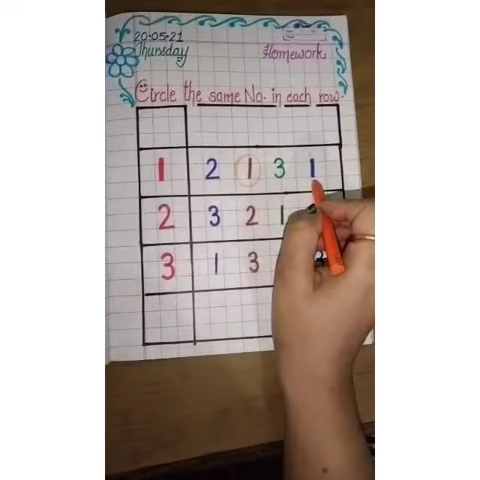 20-05-21
Thursday
Homework
Circle the same No. in each row.
1 2 1 3 1
2 3 2 1
3 1 3